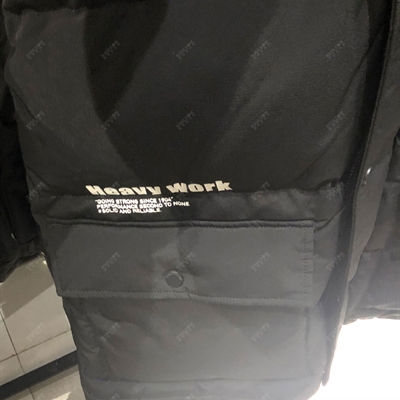 Heavy Work
"GOING STRONG SINCE 1904"
PERFORMANCE SECOND TO NONE
# SOLID AND RELIABLE.